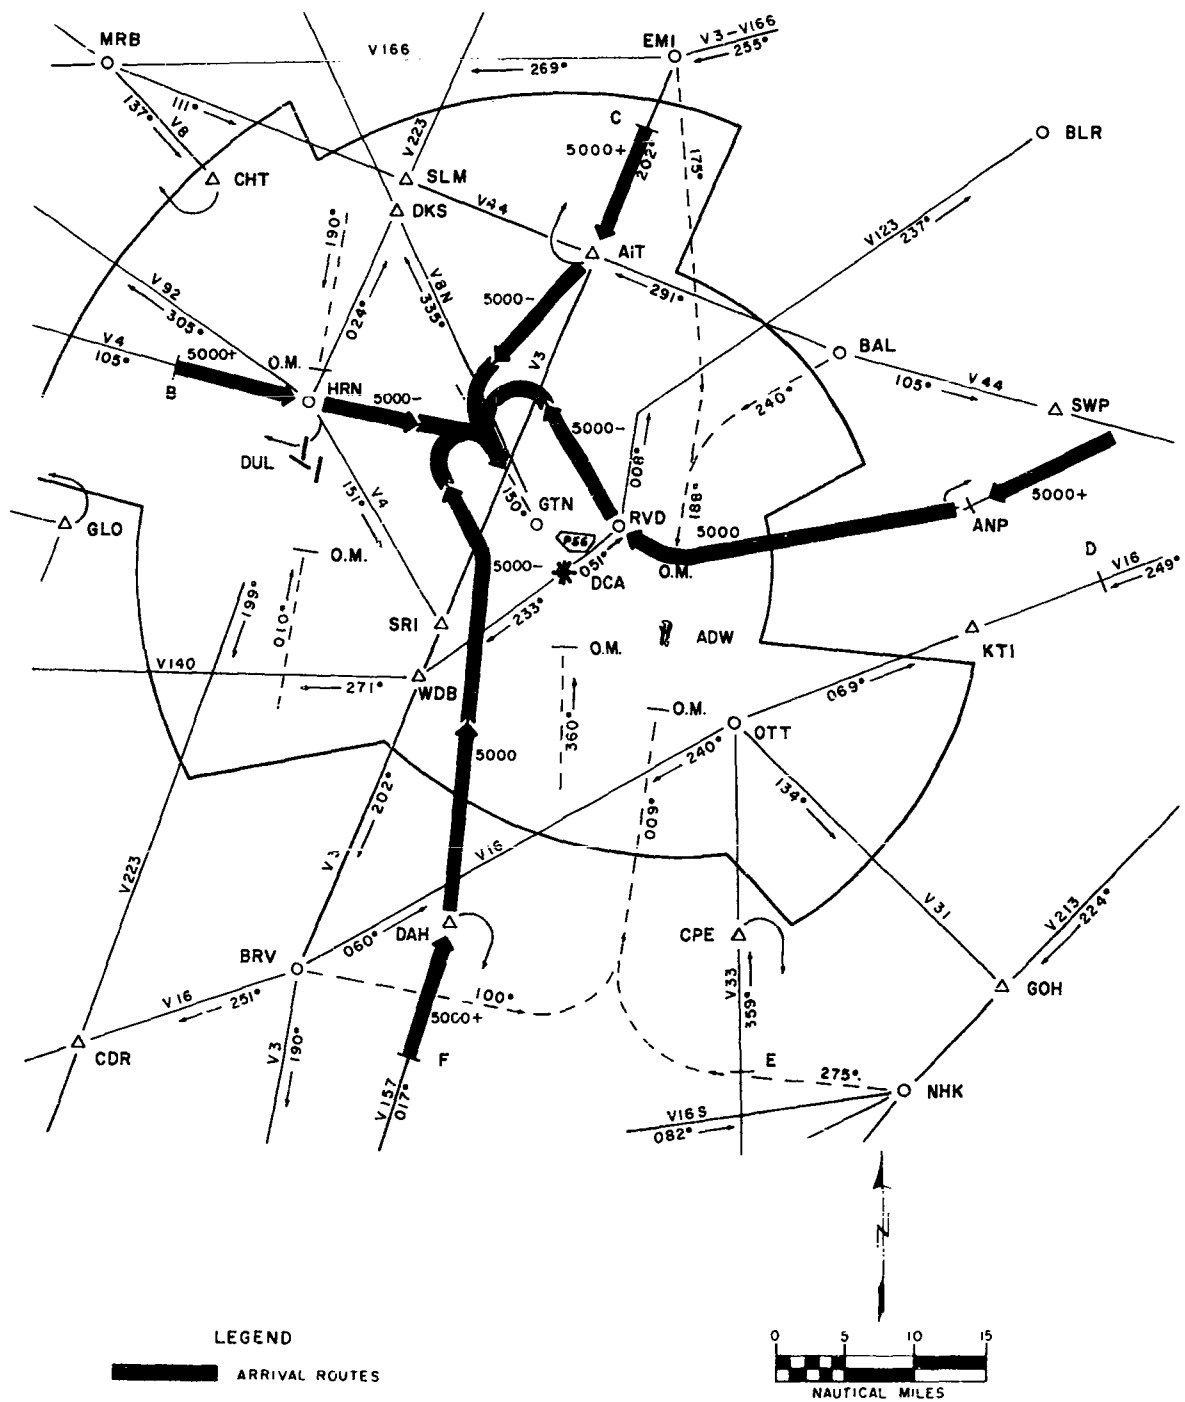 MRB
EMI
V3-V166
255°
V166
269°
111°
137°
V8
V223
C
5000+
202°
175°
BLR
CHT
SLM
DKS
V44
190°
AIT
V123
237°
V92
305°
024°
V8N
335°
5000-
291°
V4
105°
5000+
B
O.M.
HRN
V3
BAL
105°
V44
SWP
5000-
5000-
240°
DUL
151°
V4
150°
GTN
008°
188°
RVD
5000
5000+
ANP
GLO
P56
O.M.
DCA
051°
O.M.
D
V16
249°
5000-
199°
010°
233°
SRI
O.M.
ADW
KTI
V140
271°
WDB
069°
360°
O.M.
OTT
240°
5000
202°
134°
009°
V3
V16
V223
V31
V213
224°
060°
DAH
CPE
BRV
V33
359°
GOH
V16
251°
100°
5000+
CDR
V3
190°
F
E
275°
NHK
V157
017°
V16S
082°
N
LEGEND
ARRIVAL ROUTES
0 5 10 15
NAUTICAL MILES